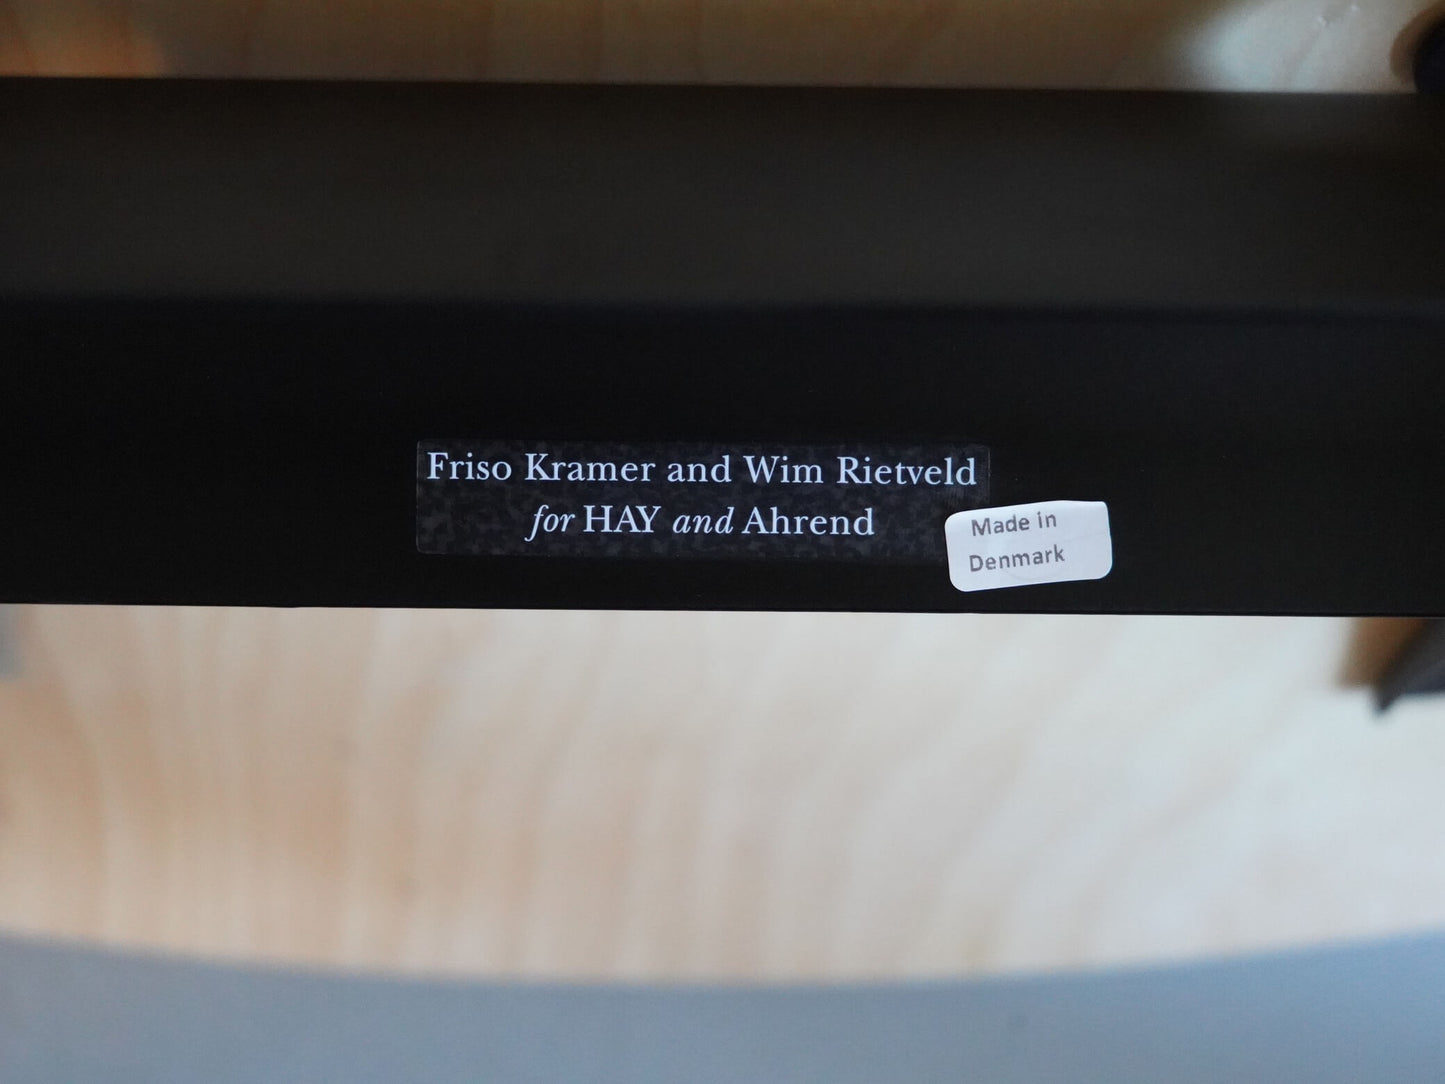 Friso Kramer and Wim Rietveld
for HAY and Ahrend
Made in
Denmark